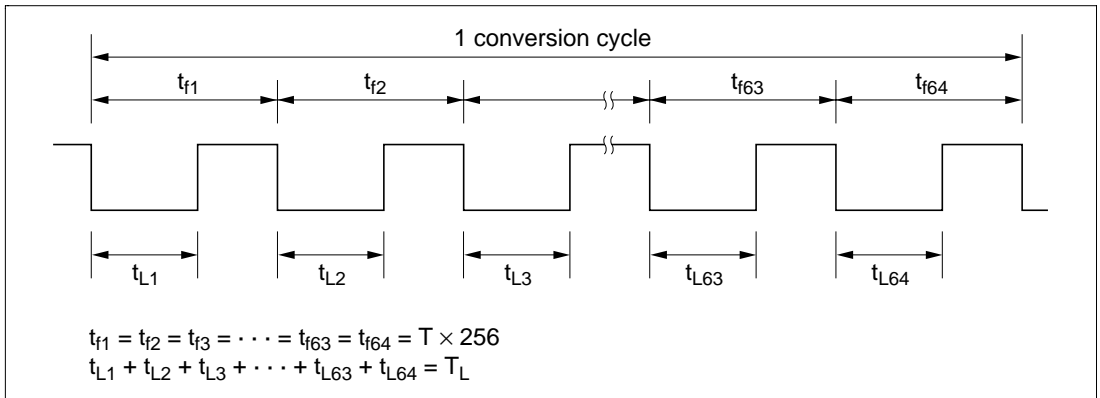 1 conversion cycle
tf1 tf2 tf63 tf64
tL1 tL2 tL3 tL63 tL64
tf1 = tf2 = tf3 = · · · = tf63 = tf64 = T × 256
tL1 + tL2 + tL3 + · · · + tL63 + tL64 = TL